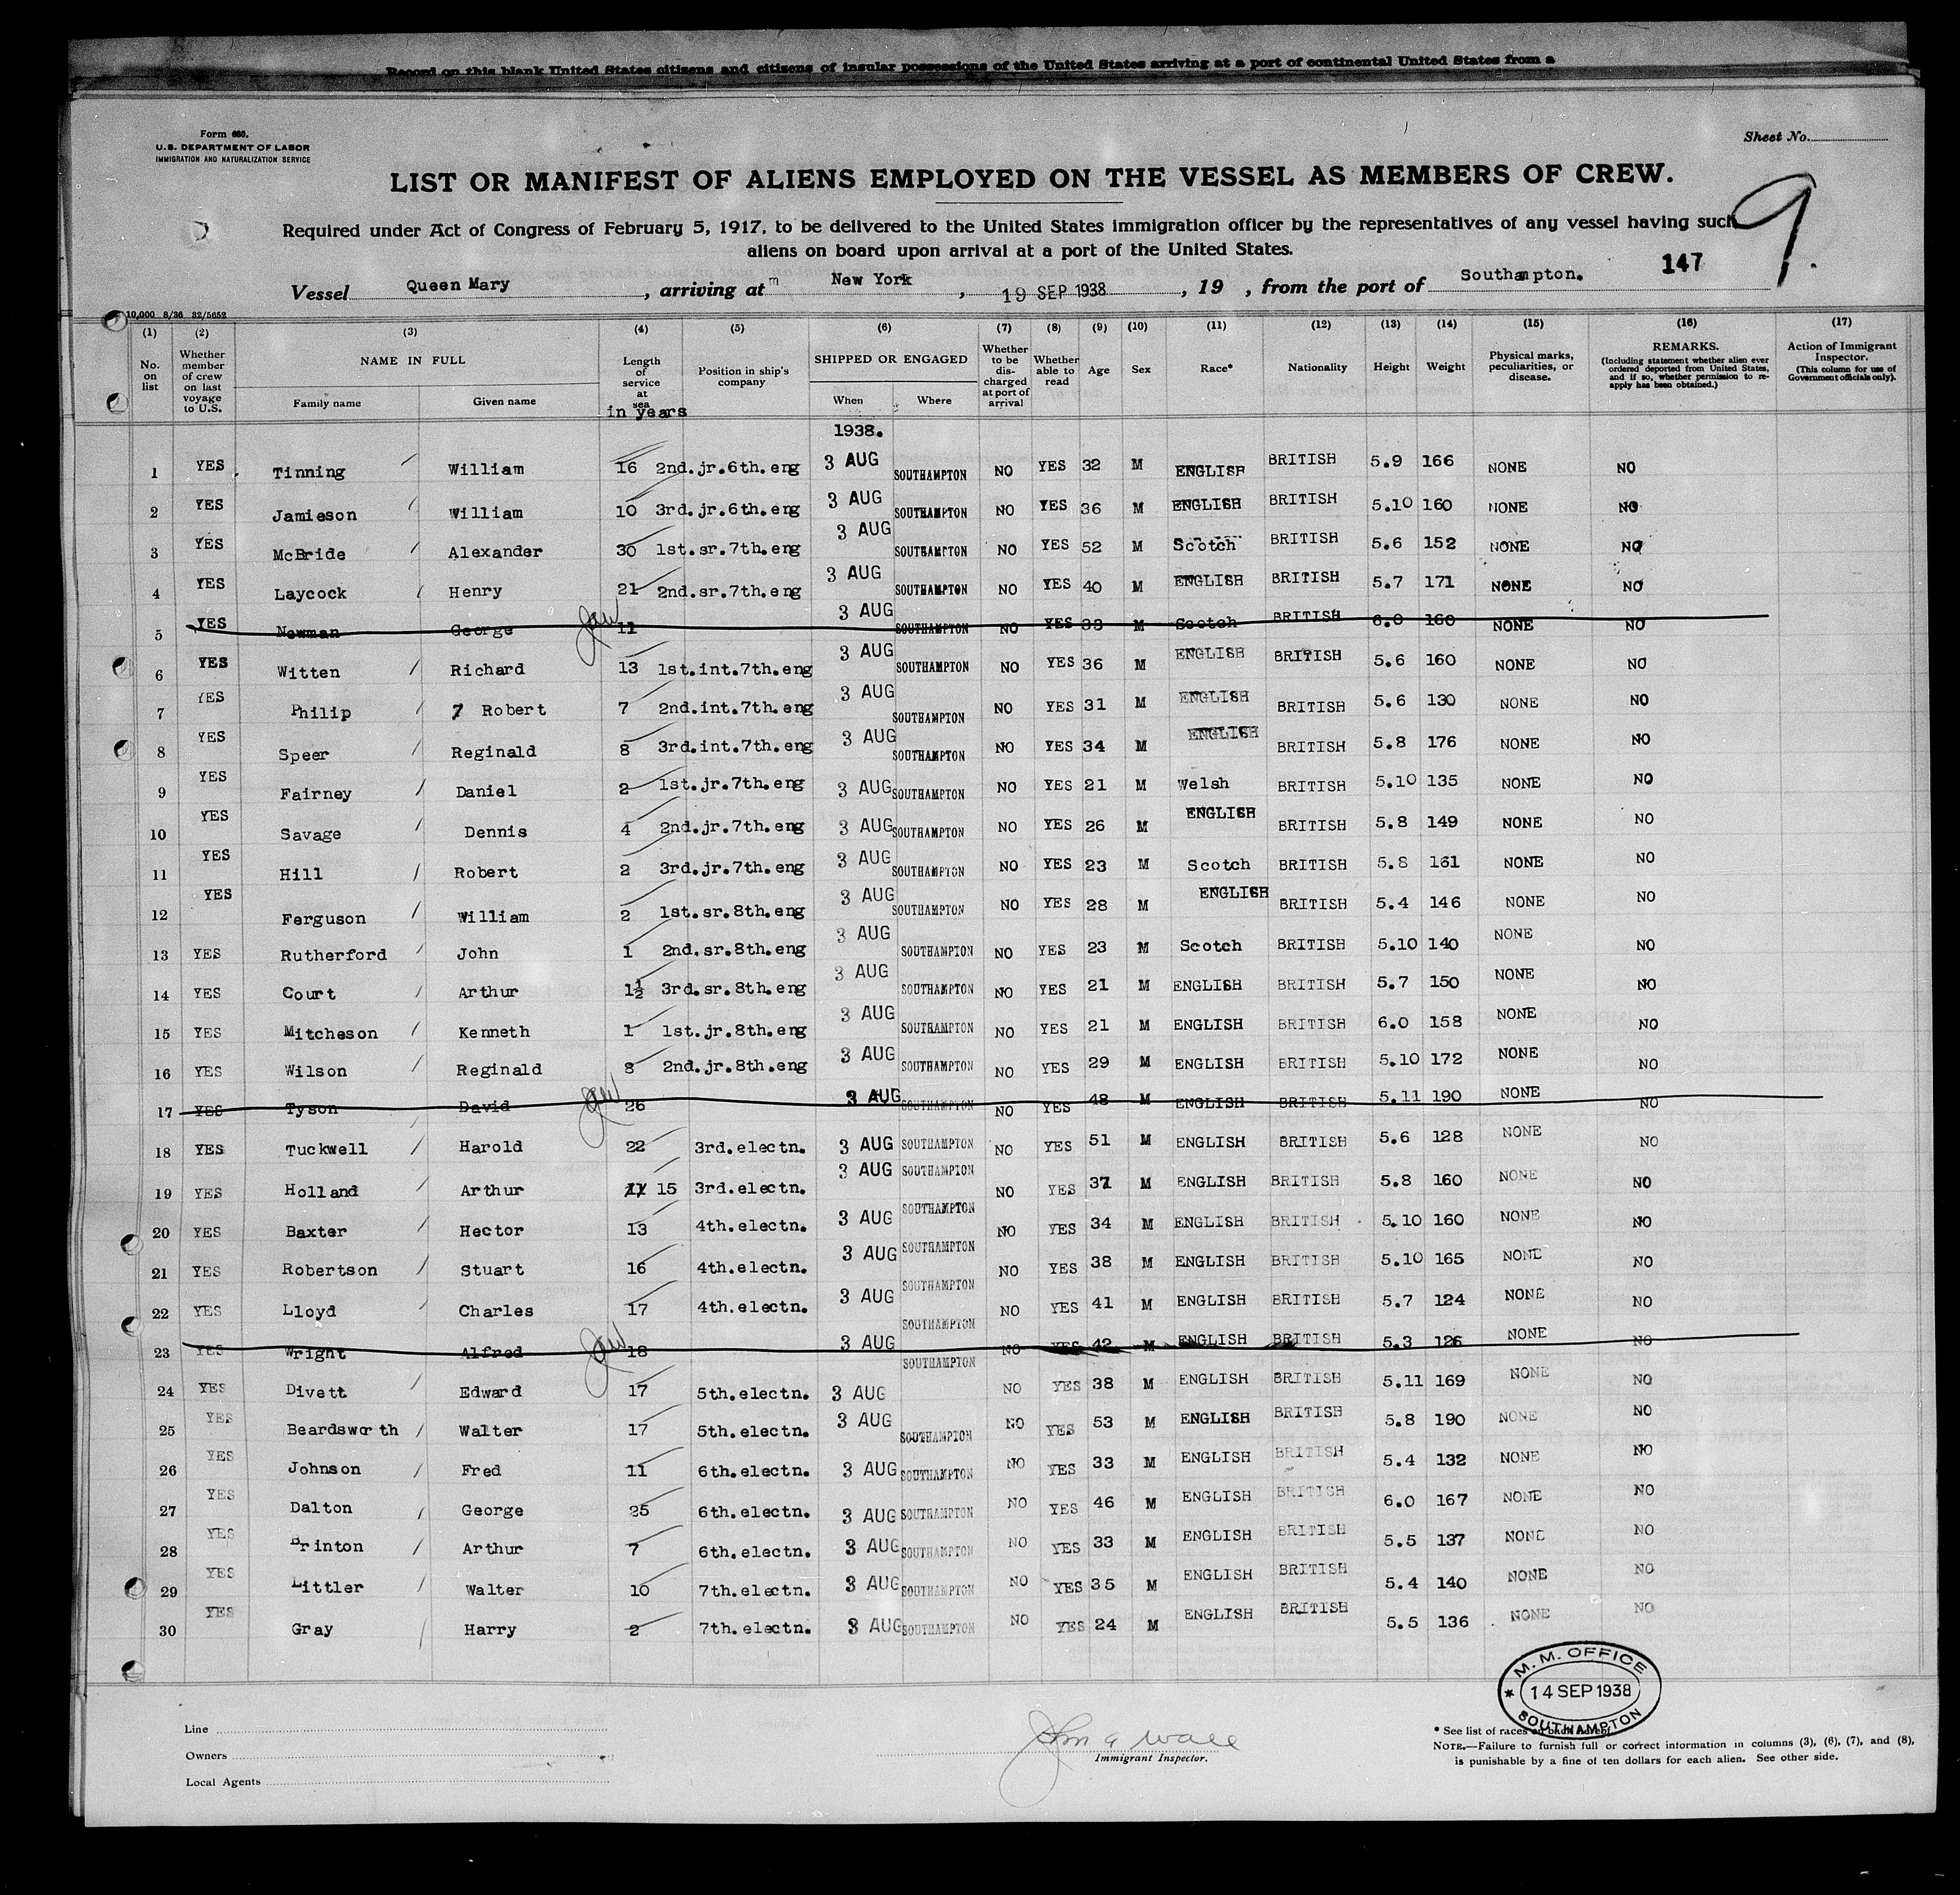 Record on this blank United States citizens and citizens of insular possessions of the United States arriving at a port of continental United States from a
Form 680.
U.S. DEPARTMENT OF LABOR
IMMIGRATION AND NATURALIZATION SERVICE
Sheet No.
LIST OR MANIFEST OF ALIENS EMPLOYED ON THE VESSEL AS MEMBERS OF CREW.
9.
Required under Act of Congress of February 5, 1917, to be delivered to the United States immigration officer by the representatives of any vessel having such
aliens on board upon arrival at a port of the United States.
147
Vessel Queen Mary, arriving at New York, 19 SEP 1938, 19 , from the port of Southampton.
10,000 8/36 32/5652
(1) (2) (3) (4) (5) (6) (7) (8) (9) (10) (11) (12) (13) (14) (15) (16) (17)
No. on list Whether member of crew on last voyage to U.S. NAME IN FULL Family name Given name Length of service at sea in years Position in ship's company SHIPPED OR ENGAGED When Where Whether to be discharged at port of arrival Whether able to read Age Sex Race* Nationality Height Weight Physical marks, peculiarities, or disease. REMARKS. (Including statement whether alien ever ordered deported from United States, and if so, whether permission to re-apply has been obtained.) Action of Immigrant Inspector. (This column for use of Government officials only).
1938.
1 YES Tinning William 16 2nd.jr.6th.eng 3 AUG SOUTHAMPTON NO YES 32 M ENGLISH BRITISH 5.9 166 NONE NO
2 YES Jamieson William 10 3rd.jr.6th.eng 3 AUG SOUTHAMPTON NO YES 36 M ENGLISH BRITISH 5.10 160 NONE NO
3 YES McBride Alexander 30 1st.sr.7th.eng 3 AUG SOUTHAMPTON NO YES 52 M Scotch BRITISH 5.6 152 NONE NO
4 YES Laycock Henry 21 2nd.sr.7th.eng 3 AUG SOUTHAMPTON NO YES 40 M ENGLISH BRITISH 5.7 171 NONE NO
5 YES Newman George 11 3 AUG SOUTHAMPTON NO YES 33 M Scotch BRITISH 6.0 160 NONE NO
6 YES Witten Richard 13 1st.int.7th.eng 3 AUG SOUTHAMPTON NO YES 36 M ENGLISH BRITISH 5.6 160 NONE NO
7 YES Philip Robert 7 2nd.int.7th.eng 3 AUG SOUTHAMPTON NO YES 31 M ENGLISH BRITISH 5.6 130 NONE NO
8 YES Speer Reginald 8 3rd.int.7th.eng 3 AUG SOUTHAMPTON NO YES 34 M ENGLISH BRITISH 5.8 176 NONE NO
9 YES Fairney Daniel 2 1st.jr.7th.eng 3 AUG SOUTHAMPTON NO YES 21 M Welsh BRITISH 5.10 135 NONE NO
10 YES Savage Dennis 4 2nd.jr.7th.eng 3 AUG SOUTHAMPTON NO YES 26 M ENGLISH BRITISH 5.8 149 NONE NO
11 YES Hill Robert 2 3rd.jr.7th.eng 3 AUG SOUTHAMPTON NO YES 23 M Scotch BRITISH 5.8 161 NONE NO
12 YES Ferguson William 2 1st.sr.8th.eng 3 AUG SOUTHAMPTON NO YES 28 M ENGLISH BRITISH 5.4 146 NONE NO
13 YES Rutherford John 1 2nd.sr.8th.eng 3 AUG SOUTHAMPTON NO YES 23 M Scotch BRITISH 5.10 140 NONE NO
14 YES Court Arthur 1½ 3rd.sr.8th.eng 3 AUG SOUTHAMPTON NO YES 21 M ENGLISH BRITISH 5.7 150 NONE NO
15 YES Mitcheson Kenneth 1 1st.jr.8th.eng 3 AUG SOUTHAMPTON NO YES 21 M ENGLISH BRITISH 6.0 158 NONE NO
16 YES Wilson Reginald 8 2nd.jr.8th.eng 3 AUG SOUTHAMPTON NO YES 29 M ENGLISH BRITISH 5.10 172 NONE NO
17 YES Tyson David 26 3 AUG SOUTHAMPTON NO YES 48 M ENGLISH BRITISH 5.11 190 NONE NO
18 YES Tuckwell Harold 22 3rd.electn. 3 AUG SOUTHAMPTON NO YES 51 M ENGLISH BRITISH 5.6 128 NONE NO
19 YES Holland Arthur 15 3rd.electn. 3 AUG SOUTHAMPTON NO YES 37 M ENGLISH BRITISH 5.8 160 NONE NO
20 YES Baxter Hector 13 4th.electn. 3 AUG SOUTHAMPTON NO YES 34 M ENGLISH BRITISH 5.10 160 NONE NO
21 YES Robertson Stuart 16 4th.electn. 3 AUG SOUTHAMPTON NO YES 38 M ENGLISH BRITISH 5.10 165 NONE NO
22 YES Lloyd Charles 17 4th.electn. 3 AUG SOUTHAMPTON NO YES 41 M ENGLISH BRITISH 5.7 124 NONE NO
23 YES Wright Alfred 18 3 AUG SOUTHAMPTON NO YES 42 M ENGLISH BRITISH 5.3 126 NONE NO
24 YES Divett Edward 17 5th.electn. 3 AUG SOUTHAMPTON NO YES 38 M ENGLISH BRITISH 5.11 169 NONE NO
25 YES Beardsworth Walter 17 5th.electn. 3 AUG SOUTHAMPTON NO YES 53 M ENGLISH BRITISH 5.8 190 NONE NO
26 YES Johnson Fred 11 6th.electn. 3 AUG SOUTHAMPTON NO YES 33 M ENGLISH BRITISH 5.4 132 NONE NO
27 YES Dalton George 25 6th.electn. 3 AUG SOUTHAMPTON NO YES 46 M ENGLISH BRITISH 6.0 167 NONE NO
28 YES Brinton Arthur 7 6th.electn. 3 AUG SOUTHAMPTON NO YES 33 M ENGLISH BRITISH 5.5 137 NONE NO
29 YES Littler Walter 10 7th.electn. 3 AUG SOUTHAMPTON NO YES 35 M ENGLISH BRITISH 5.4 140 NONE NO
30 YES Gray Harry 2 7th.electn. 3 AUG SOUTHAMPTON NO YES 24 M ENGLISH BRITISH 5.5 136 NONE NO
M. M. OFFICE
14 SEP 1938
SOUTHAMPTON
Line
Owners
Local Agents
Immigrant Inspector.
* See list of races on back hereof.
NOTE.—Failure to furnish full or correct information in columns (3), (6), (7), and (8),
is punishable by a fine of ten dollars for each alien. See other side.